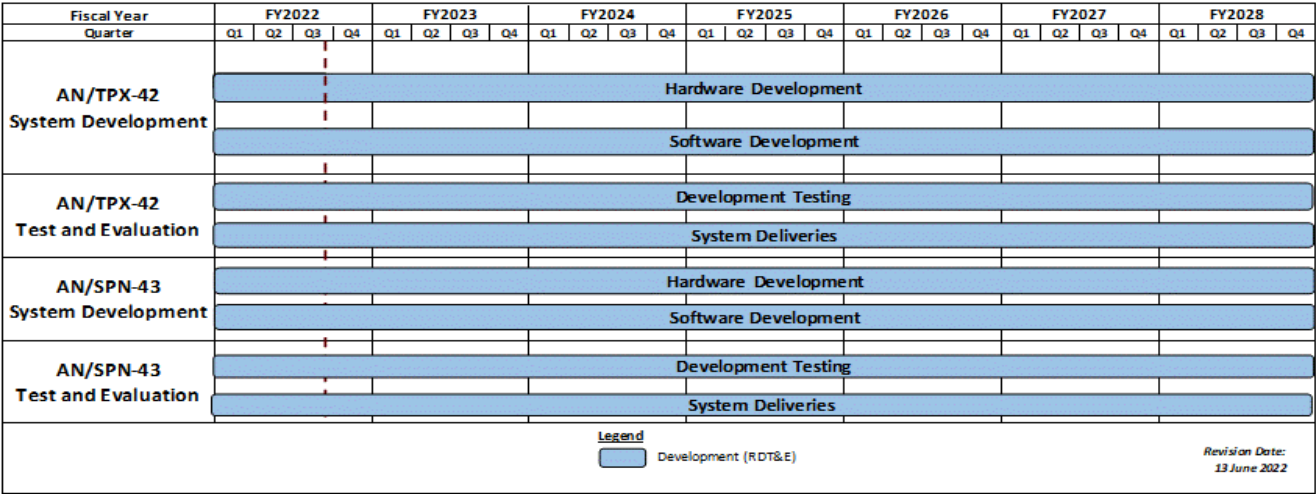 Fiscal Year FY2022 FY2023 FY2024 FY2025 FY2026 FY2027 FY2028
Quarter Q1 Q2 Q3 Q4 Q1 Q2 Q3 Q4 Q1 Q2 Q3 Q4 Q1 Q2 Q3 Q4 Q1 Q2 Q3 Q4 Q1 Q2 Q3 Q4 Q1 Q2 Q3 Q4
AN/TPX-42
System Development
Hardware Development
Software Development
AN/TPX-42
Test and Evaluation
Development Testing
System Deliveries
AN/SPN-43
System Development
Hardware Development
Software Development
AN/SPN-43
Test and Evaluation
Development Testing
System Deliveries
Legend
Development (RDT&E)
Revision Date:
13 June 2022